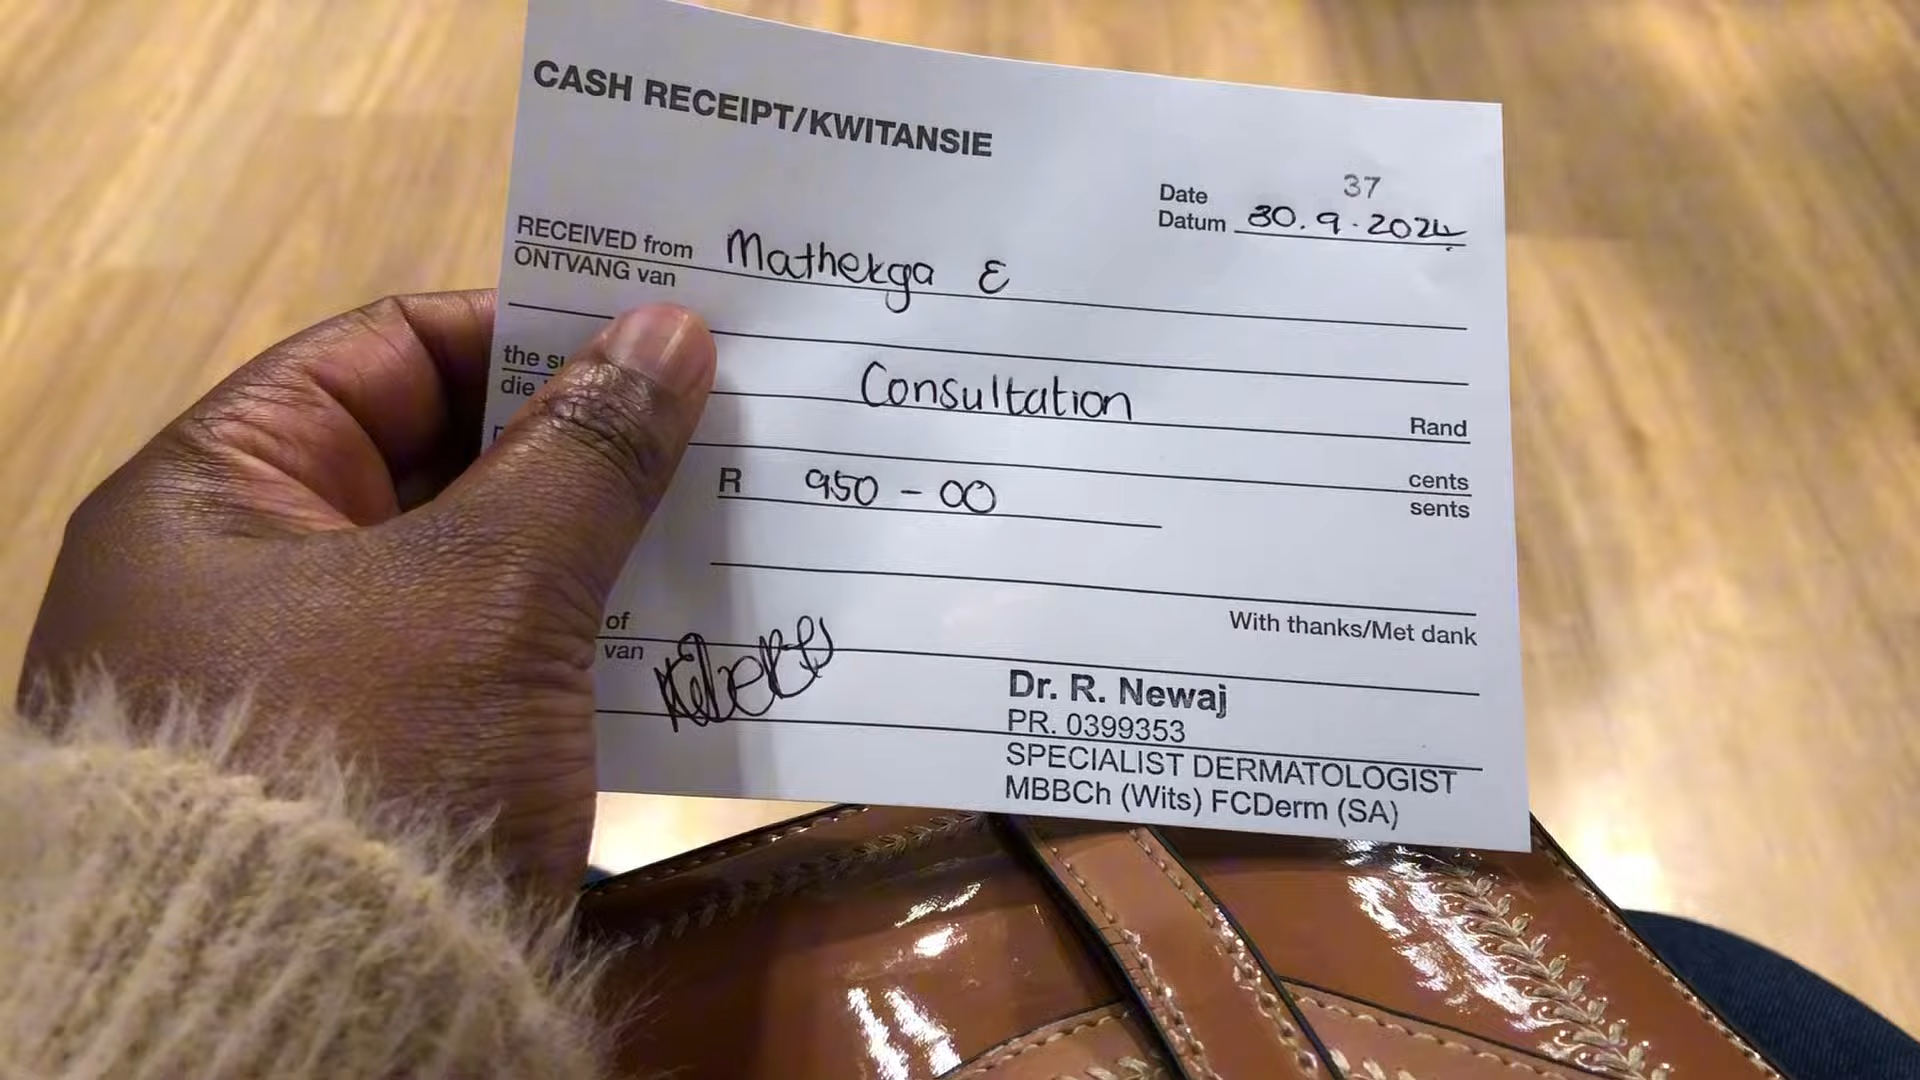 CASH RECEIPT/KWITANSIE
37
Date
Datum 30.9.2024
RECEIVED from Mathekga E
ONTVANG van
the
die
Consultation
Rand
cents
sents
R 950-00
With thanks/Met dank
of
van
Dr. R. Newaj
PR. 0399353
SPECIALIST DERMATOLOGIST
MBBCh (Wits) FCDerm (SA)